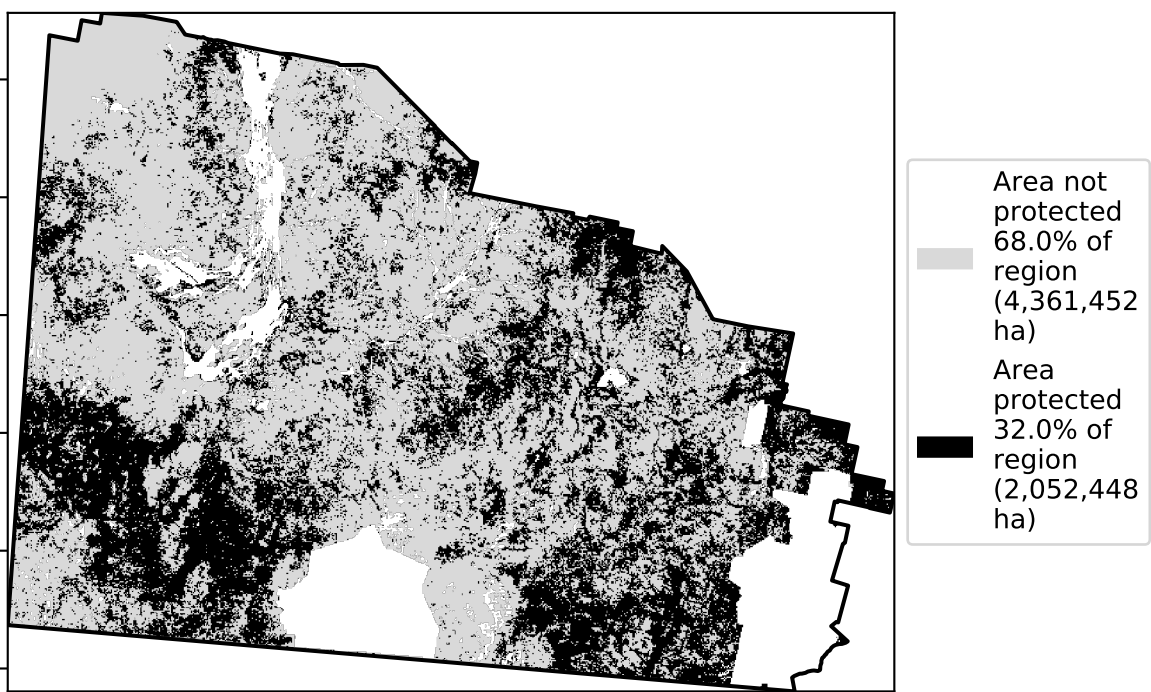 Area not
protected
68.0% of
region
(4,361,452
ha)
Area
protected
32.0% of
region
(2,052,448
ha)